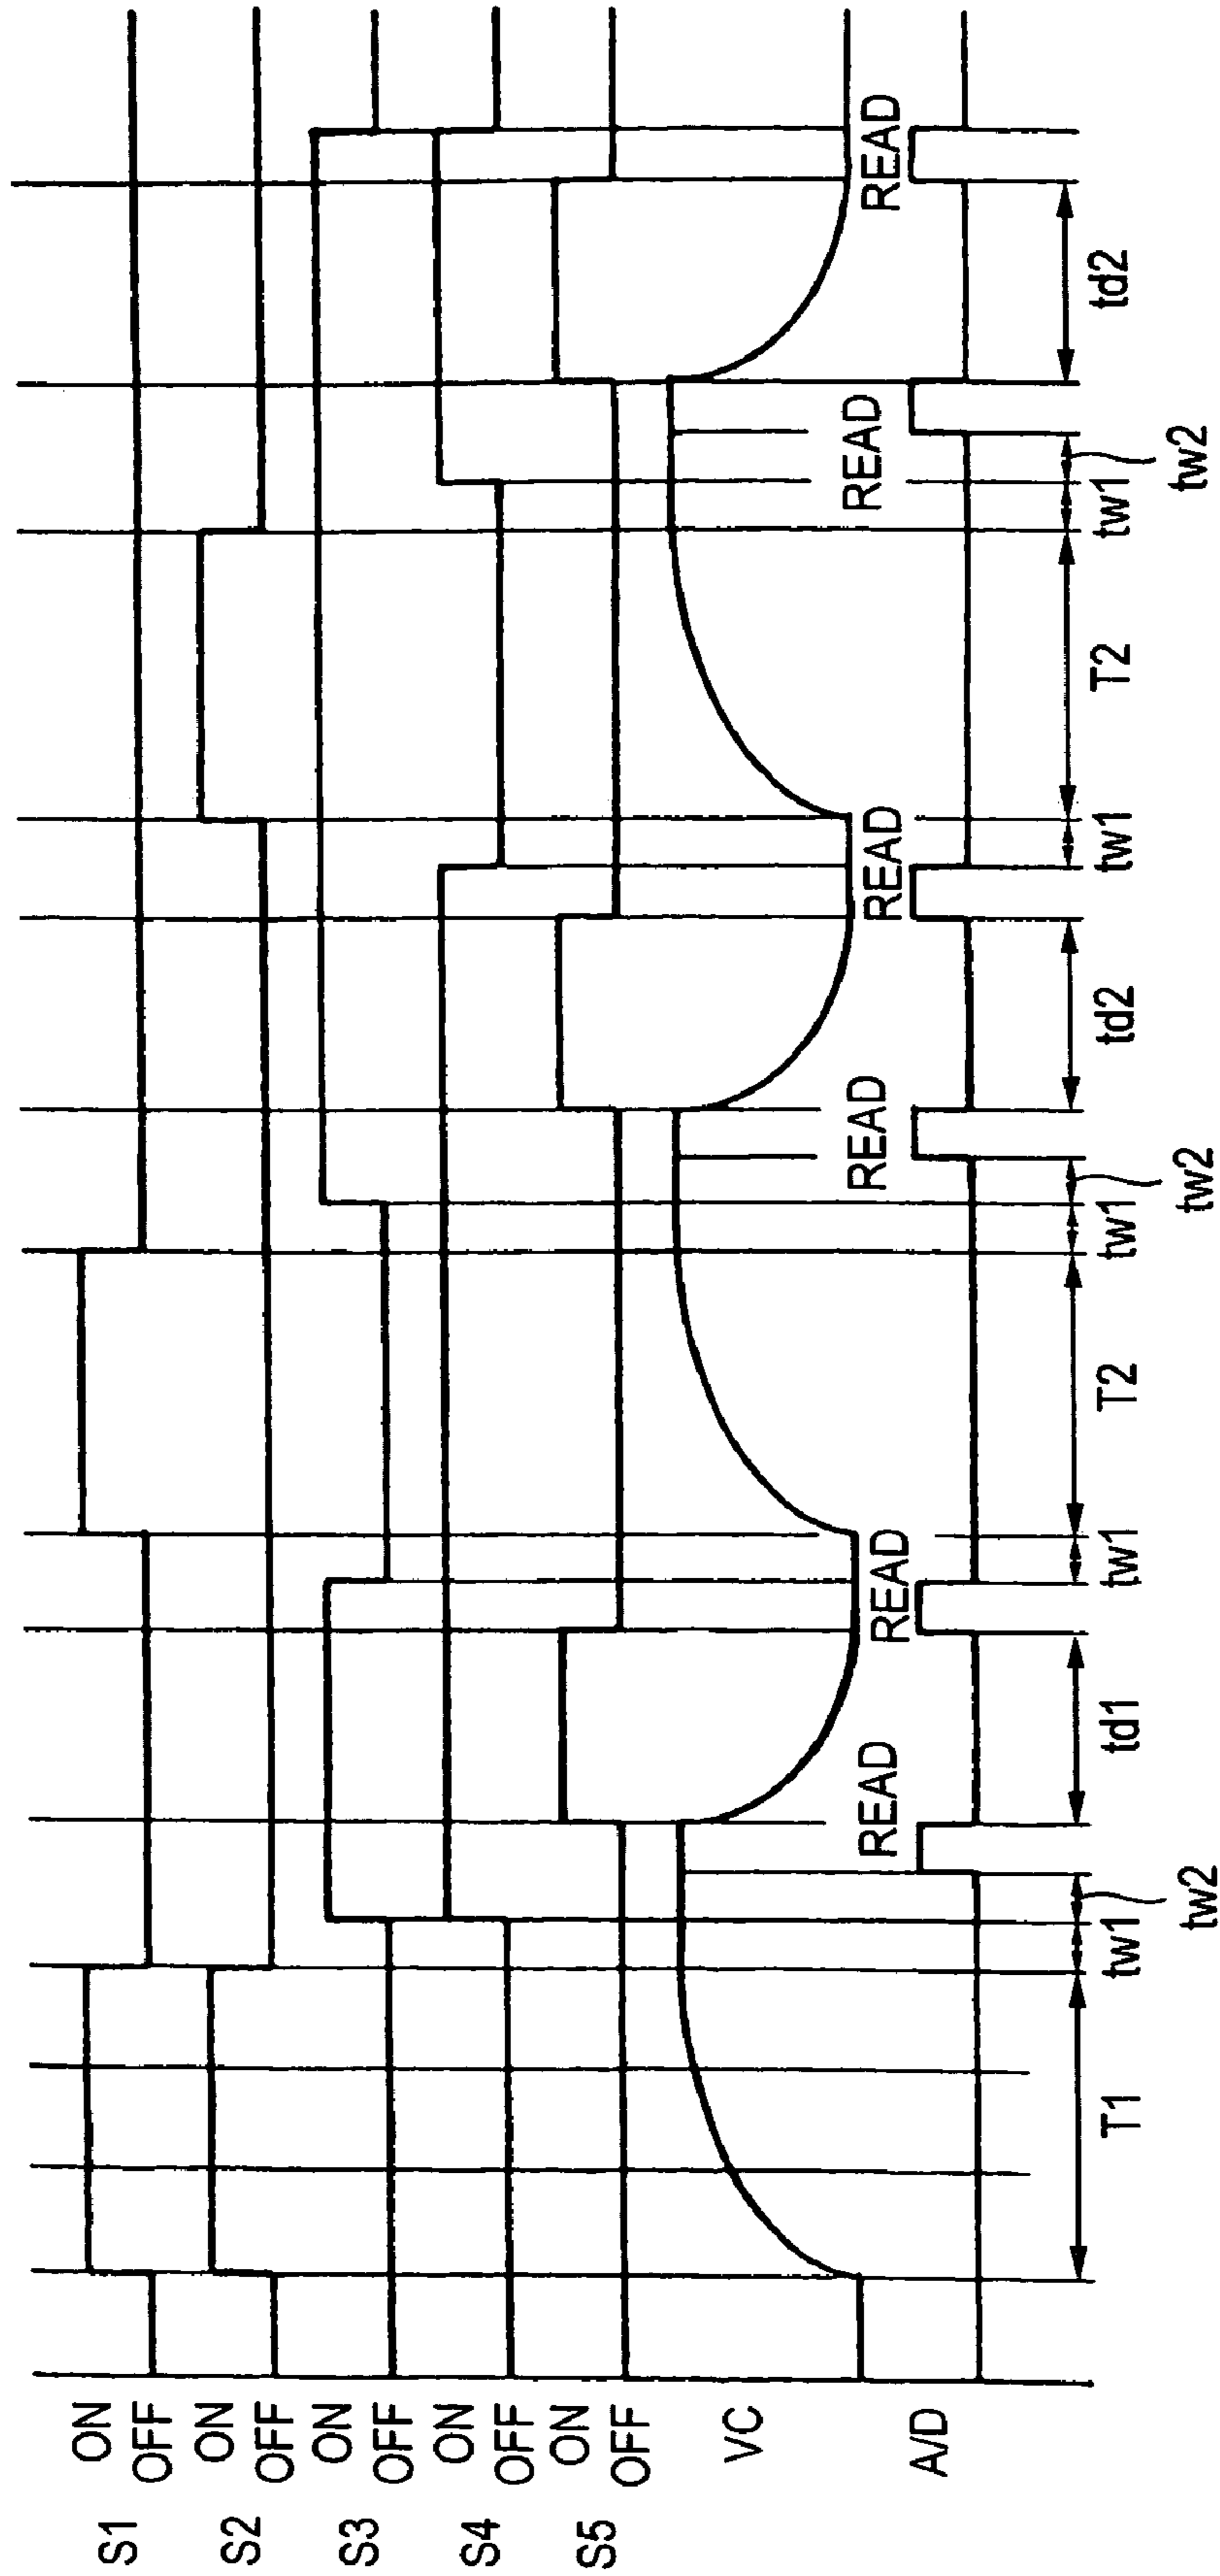 S1 ON
OFF
S2 ON
OFF
S3 ON
OFF
S4 ON
OFF
S5 ON
OFF
VC
READ READ READ READ READ READ
A/D
T1 tw1 td1 tw1 T2 tw1 td2 tw1 T2 tw1 td2
tw2 tw2 tw2